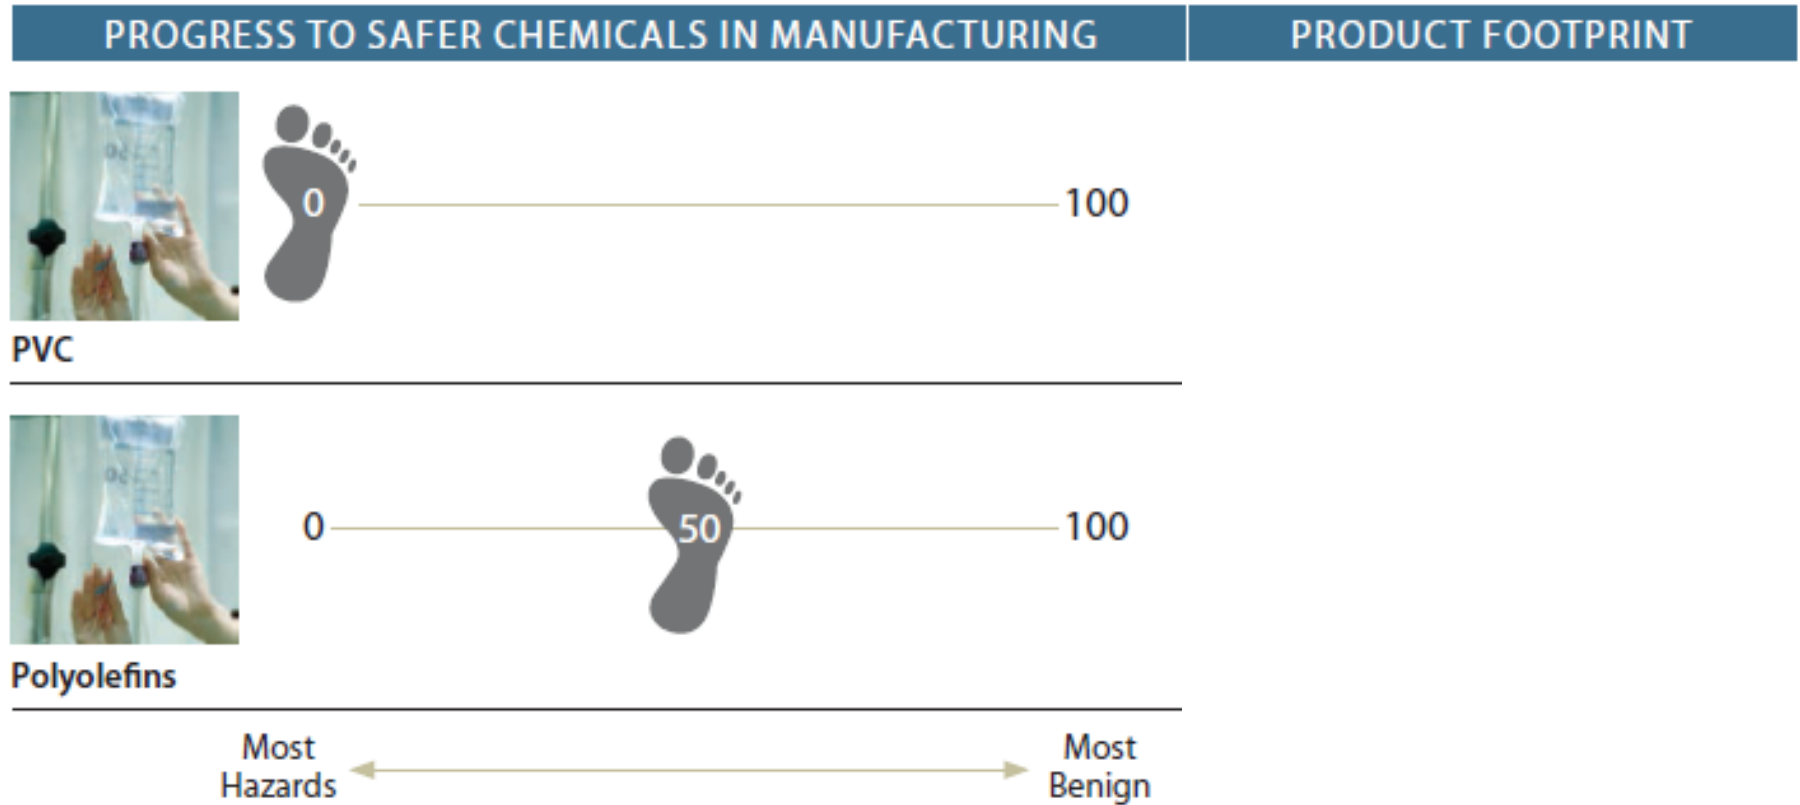 PROGRESS TO SAFER CHEMICALS IN MANUFACTURING
PRODUCT FOOTPRINT
0
100
PVC
0
50
100
Polyolefins
Most
Hazards
Most
Benign